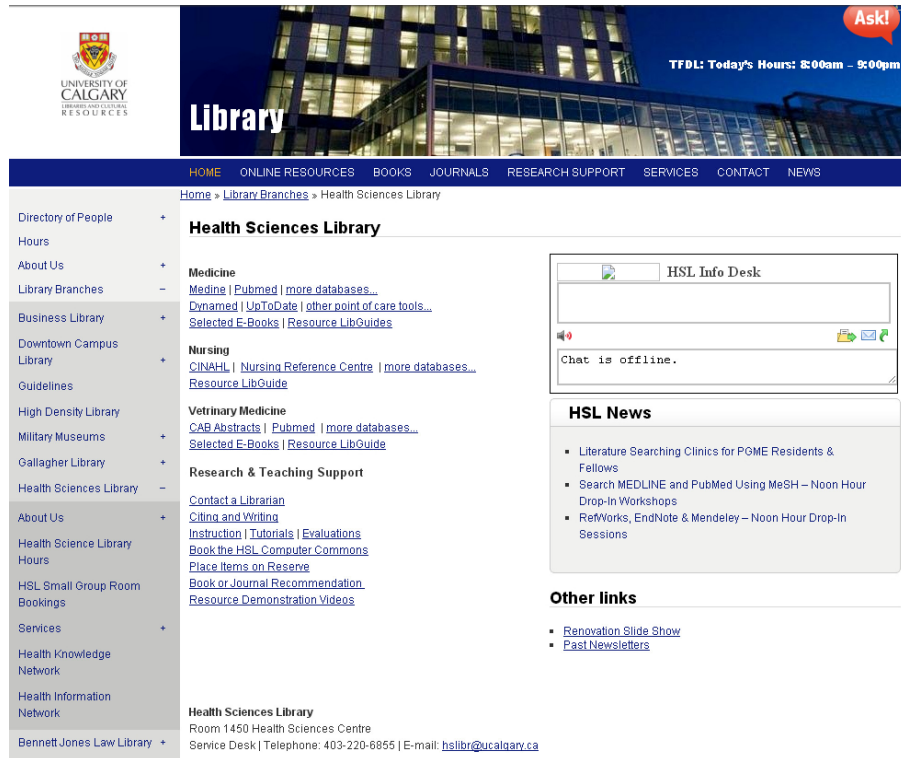 UNIVERSITY OF
CALGARY
LIBRARIES AND CULTURAL
RESOURCES
Ask!
TFDL: Today's Hours: 8:00am – 9:00pm
Library
HOME ONLINE RESOURCES BOOKS JOURNALS RESEARCH SUPPORT SERVICES CONTACT NEWS
Home » Library Branches » Health Sciences Library
Directory of People +
Hours
About Us +
Library Branches –
Business Library +
Downtown Campus
Library +
Guidelines
High Density Library
Military Museums +
Gallagher Library +
Health Sciences Library –
About Us +
Health Science Library
Hours
HSL Small Group Room
Bookings
Services +
Health Knowledge
Network
Health Information
Network
Bennett Jones Law Library +
Health Sciences Library
Medicine
Medine | Pubmed | more databases...
Dynamed | UpToDate | other point of care tools...
Selected E-Books | Resource LibGuides
Nursing
CINAHL | Nursing Reference Centre | more databases...
Resource LibGuide
Vetrinary Medicine
CAB Abstracts | Pubmed | more databases...
Selected E-Books | Resource LibGuide
Research & Teaching Support
Contact a Librarian
Citing and Writing
Instruction | Tutorials | Evaluations
Book the HSL Computer Commons
Place Items on Reserve
Book or Journal Recommendation
Resource Demonstration Videos
HSL Info Desk
Chat is offline.
HSL News
Literature Searching Clinics for PGME Residents &
Fellows
Search MEDLINE and PubMed Using MeSH – Noon Hour
Drop-In Workshops
RefWorks, EndNote & Mendeley – Noon Hour Drop-In
Sessions
Other links
Renovation Slide Show
Past Newsletters
Health Sciences Library
Room 1450 Health Sciences Centre
Service Desk | Telephone: 403-220-6855 | E-mail: hslibr@ucalgary.ca